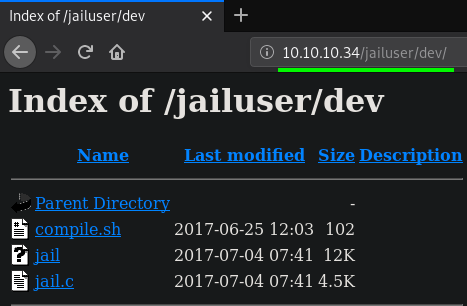 Index of /jailuser/dev
10.10.10.34/jailuser/dev/
Index of /jailuser/dev
Name Last modified Size Description
Parent Directory -
compile.sh 2017-06-25 12:03 102
jail 2017-07-04 07:41 12K
jail.c 2017-07-04 07:41 4.5K